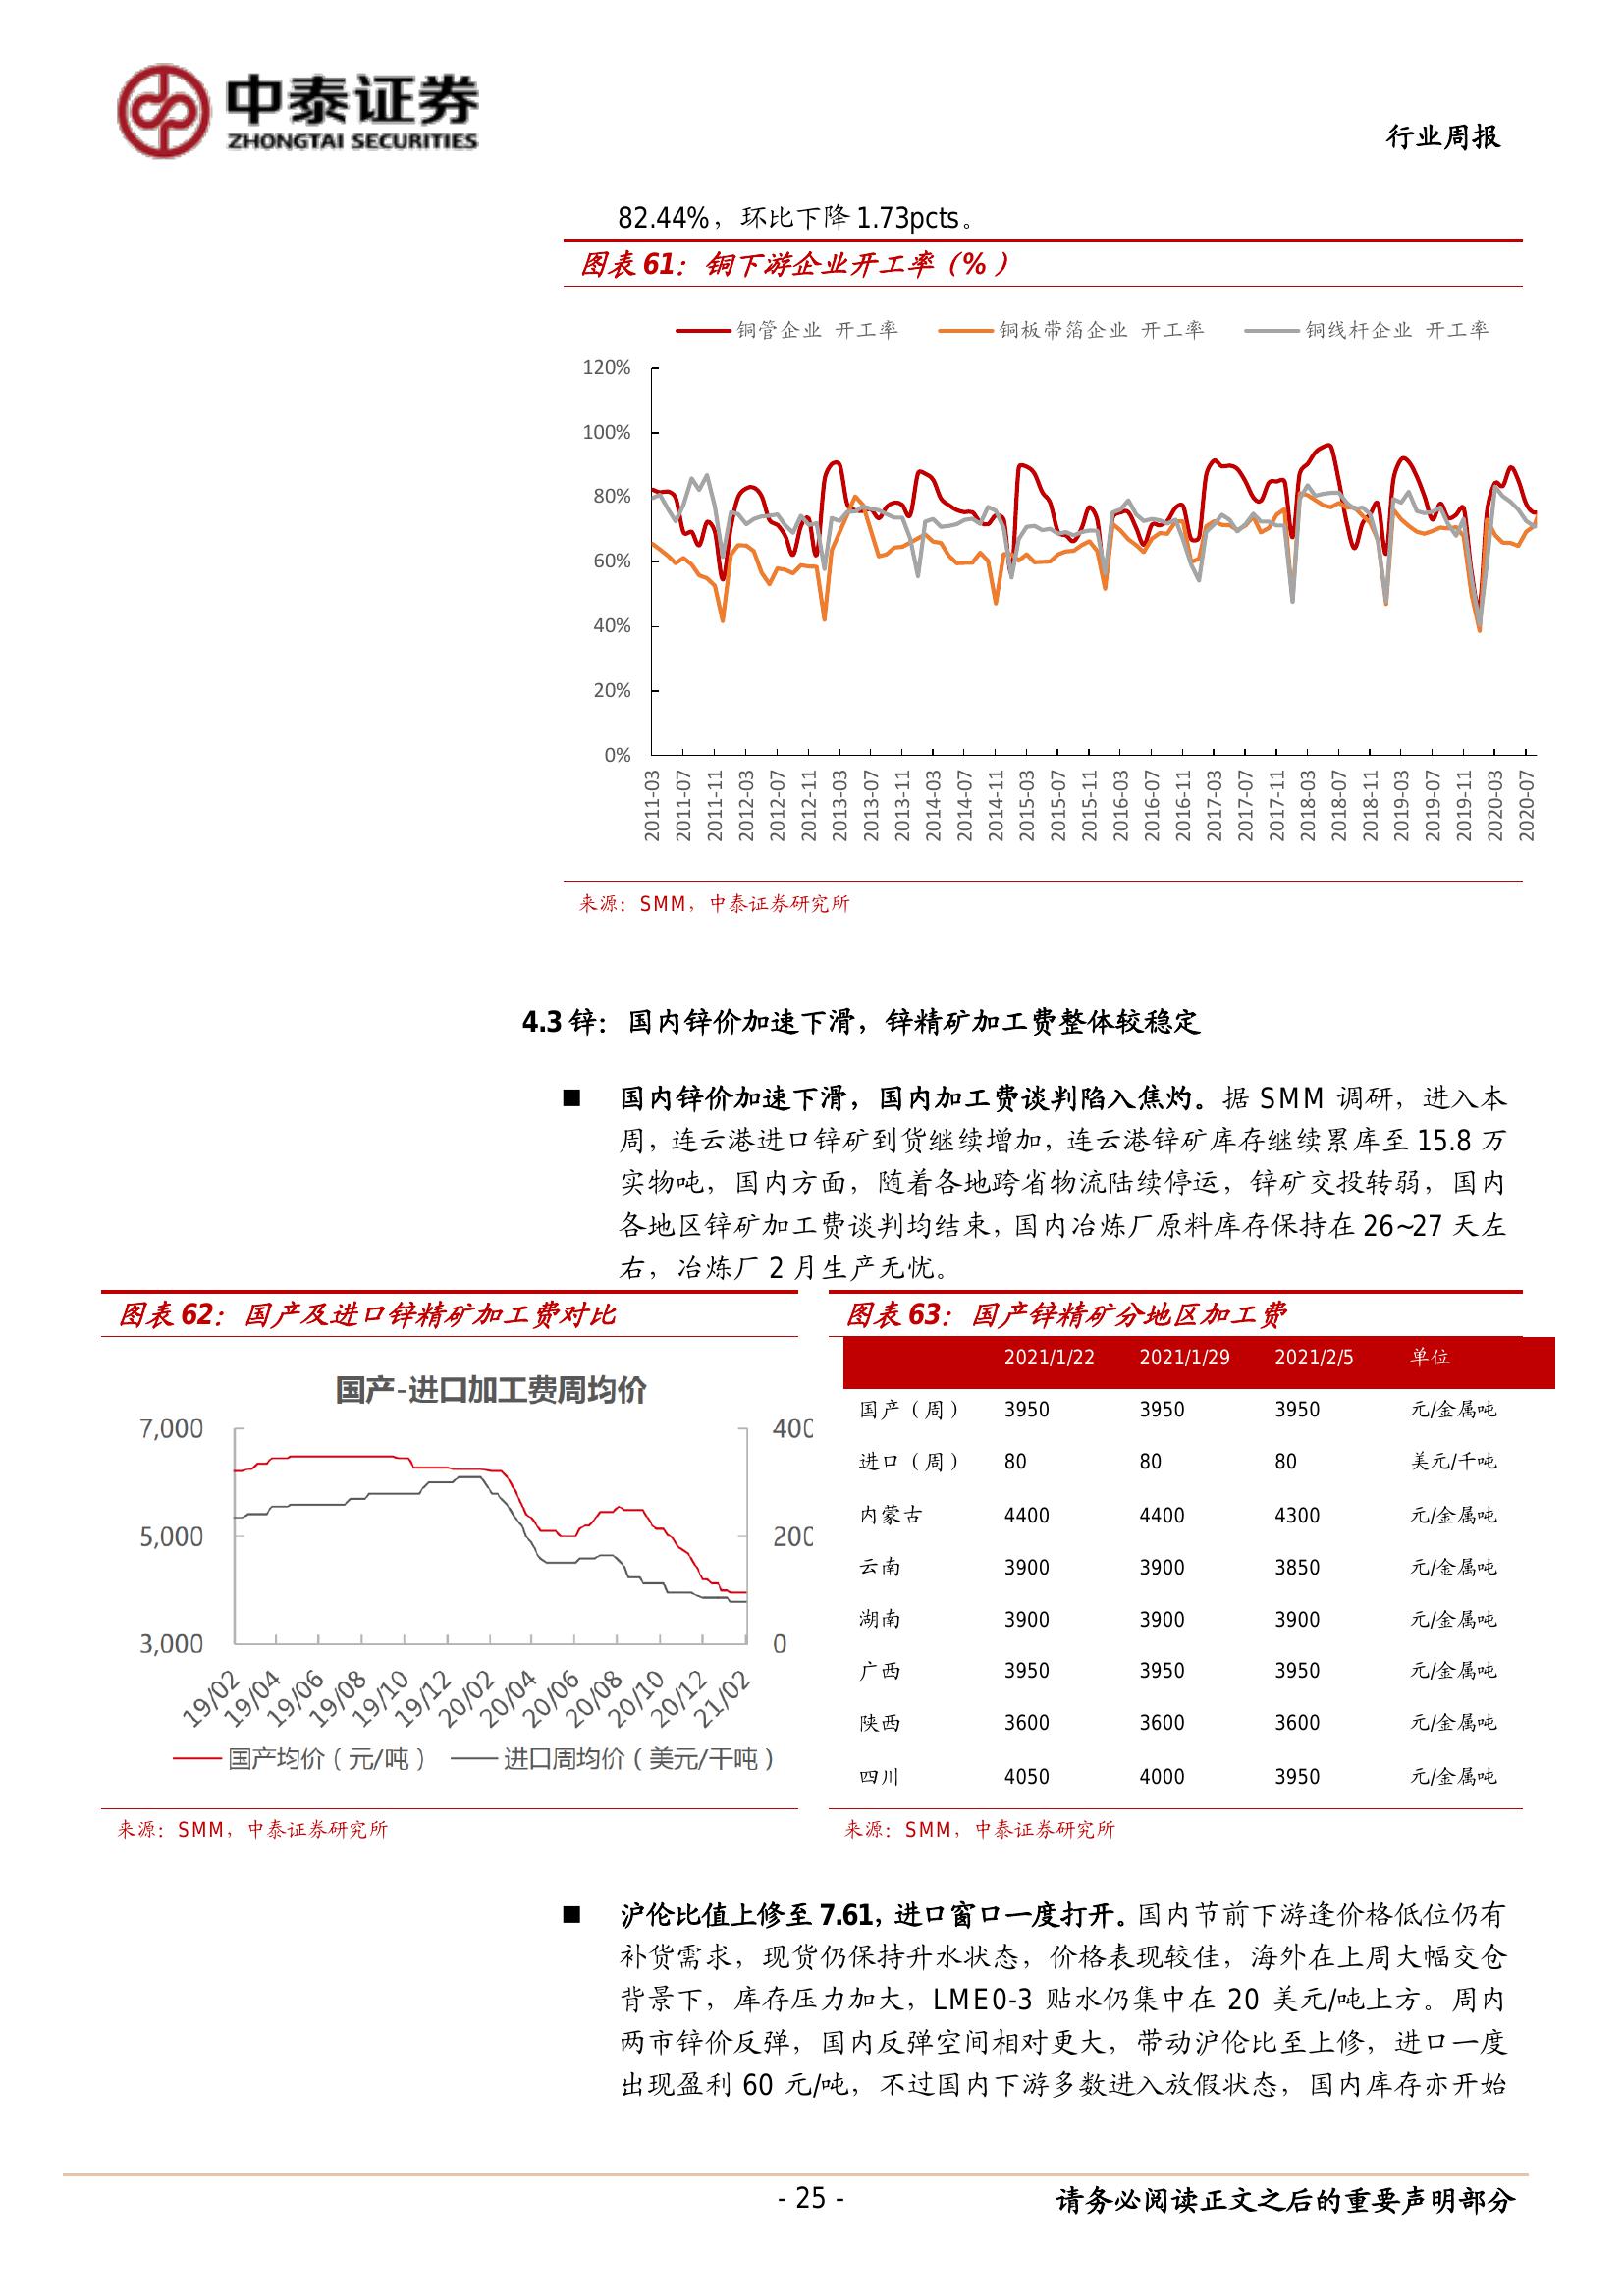 中泰证券
ZHONGTAI SECURITIES
行业周报
82.44%，环比下降 1.73pcts。
图表 61：铜下游企业开工率（%）
铜管企业 开工率 铜板带箔企业 开工率 铜线杆企业 开工率
120%
100%
80%
60%
40%
20%
0%
2011-03 2011-07 2011-11 2012-03 2012-07 2012-11 2013-03 2013-07 2013-11 2014-03 2014-07 2014-11 2015-03 2015-07 2015-11 2016-03 2016-07 2016-11 2017-03 2017-07 2017-11 2018-03 2018-07 2018-11 2019-03 2019-07 2019-11 2020-03 2020-07
来源：SMM，中泰证券研究所
4.3 锌：国内锌价加速下滑，锌精矿加工费整体较稳定
■ 国内锌价加速下滑，国内加工费谈判陷入焦灼。据 SMM 调研，进入本
周，连云港进口锌矿到货继续增加，连云港锌矿库存继续累库至 15.8 万
实物吨，国内方面，随着各地跨省物流陆续停运，锌矿交投转弱，国内
各地区锌矿加工费谈判均结束，国内冶炼厂原料库存保持在 26~27 天左
右，冶炼厂 2 月生产无忧。
图表 62：国产及进口锌精矿加工费对比
国产-进口加工费周均价
7,000 400
5,000 200
3,000 0
19/02 19/04 19/06 19/08 19/10 19/12 20/02 20/04 20/06 20/08 20/10 20/12 21/02
国产均价（元/吨） 进口周均价（美元/干吨）
来源：SMM，中泰证券研究所
图表 63：国产锌精矿分地区加工费
2021/1/22 2021/1/29 2021/2/5 单位
国产（周） 3950 3950 3950 元/金属吨
进口（周） 80 80 80 美元/千吨
内蒙古 4400 4400 4300 元/金属吨
云南 3900 3900 3850 元/金属吨
湖南 3900 3900 3900 元/金属吨
广西 3950 3950 3950 元/金属吨
陕西 3600 3600 3600 元/金属吨
四川 4050 4000 3950 元/金属吨
来源：SMM，中泰证券研究所
■ 沪伦比值上修至 7.61，进口窗口一度打开。国内节前下游逢价格低位仍有
补货需求，现货仍保持升水状态，价格表现较佳，海外在上周大幅交仓
背景下，库存压力加大，LME0-3 贴水仍集中在 20 美元/吨上方。周内
两市锌价反弹，国内反弹空间相对更大，带动沪伦比至上修，进口一度
出现盈利 60 元/吨，不过国内下游多数进入放假状态，国内库存亦开始
- 25 -
请务必阅读正文之后的重要声明部分